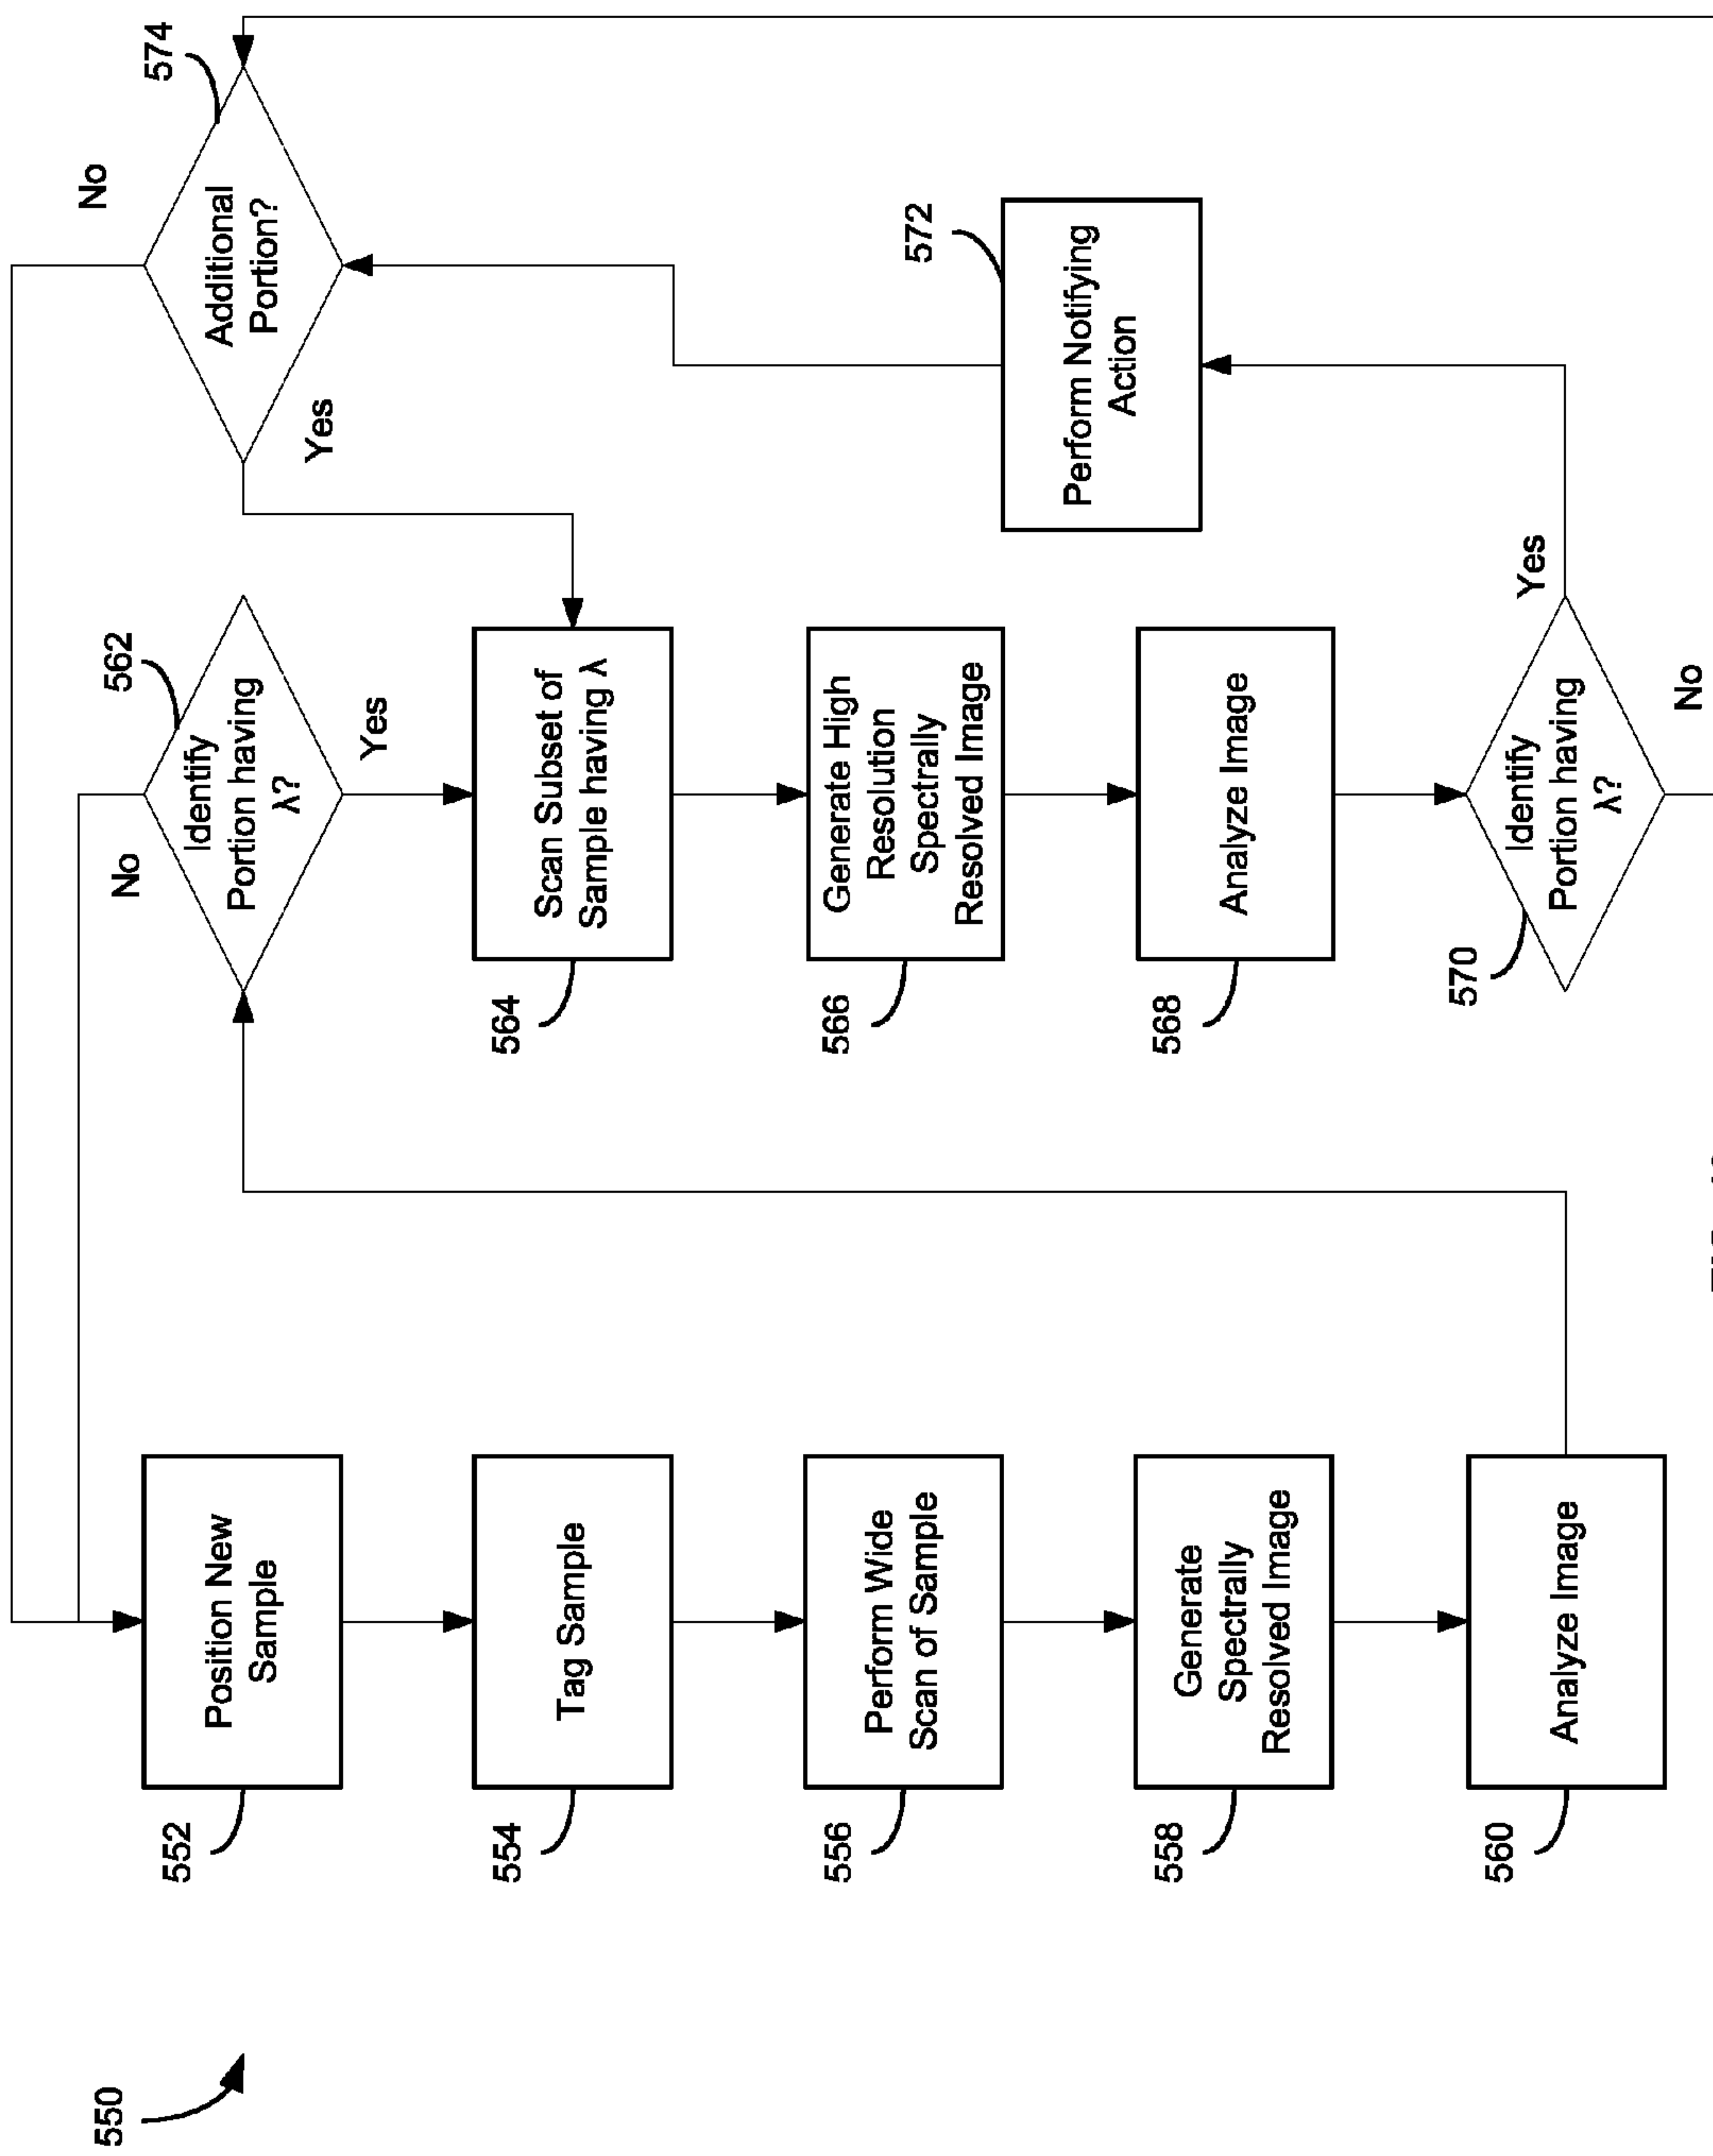 550
552
Position New
Sample
554
Tag Sample
556
Perform Wide
Scan of Sample
558
Generate
Spectrally
Resolved Image
560
Analyze Image
562
Identify
Portion having
λ?
No
Yes
564
Scan Subset of
Sample having λ
566
Generate High
Resolution
Spectrally
Resolved Image
568
Analyze Image
570
Identify
Portion having
λ?
Yes
No
572
Perform Notifying
Action
574
Additional
Portion?
No
Yes